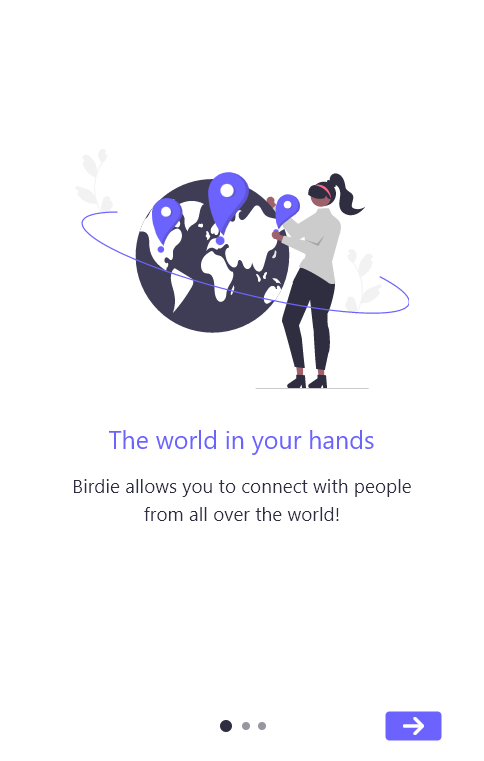 The world in your hands
Birdie allows you to connect with people
from all over the world!